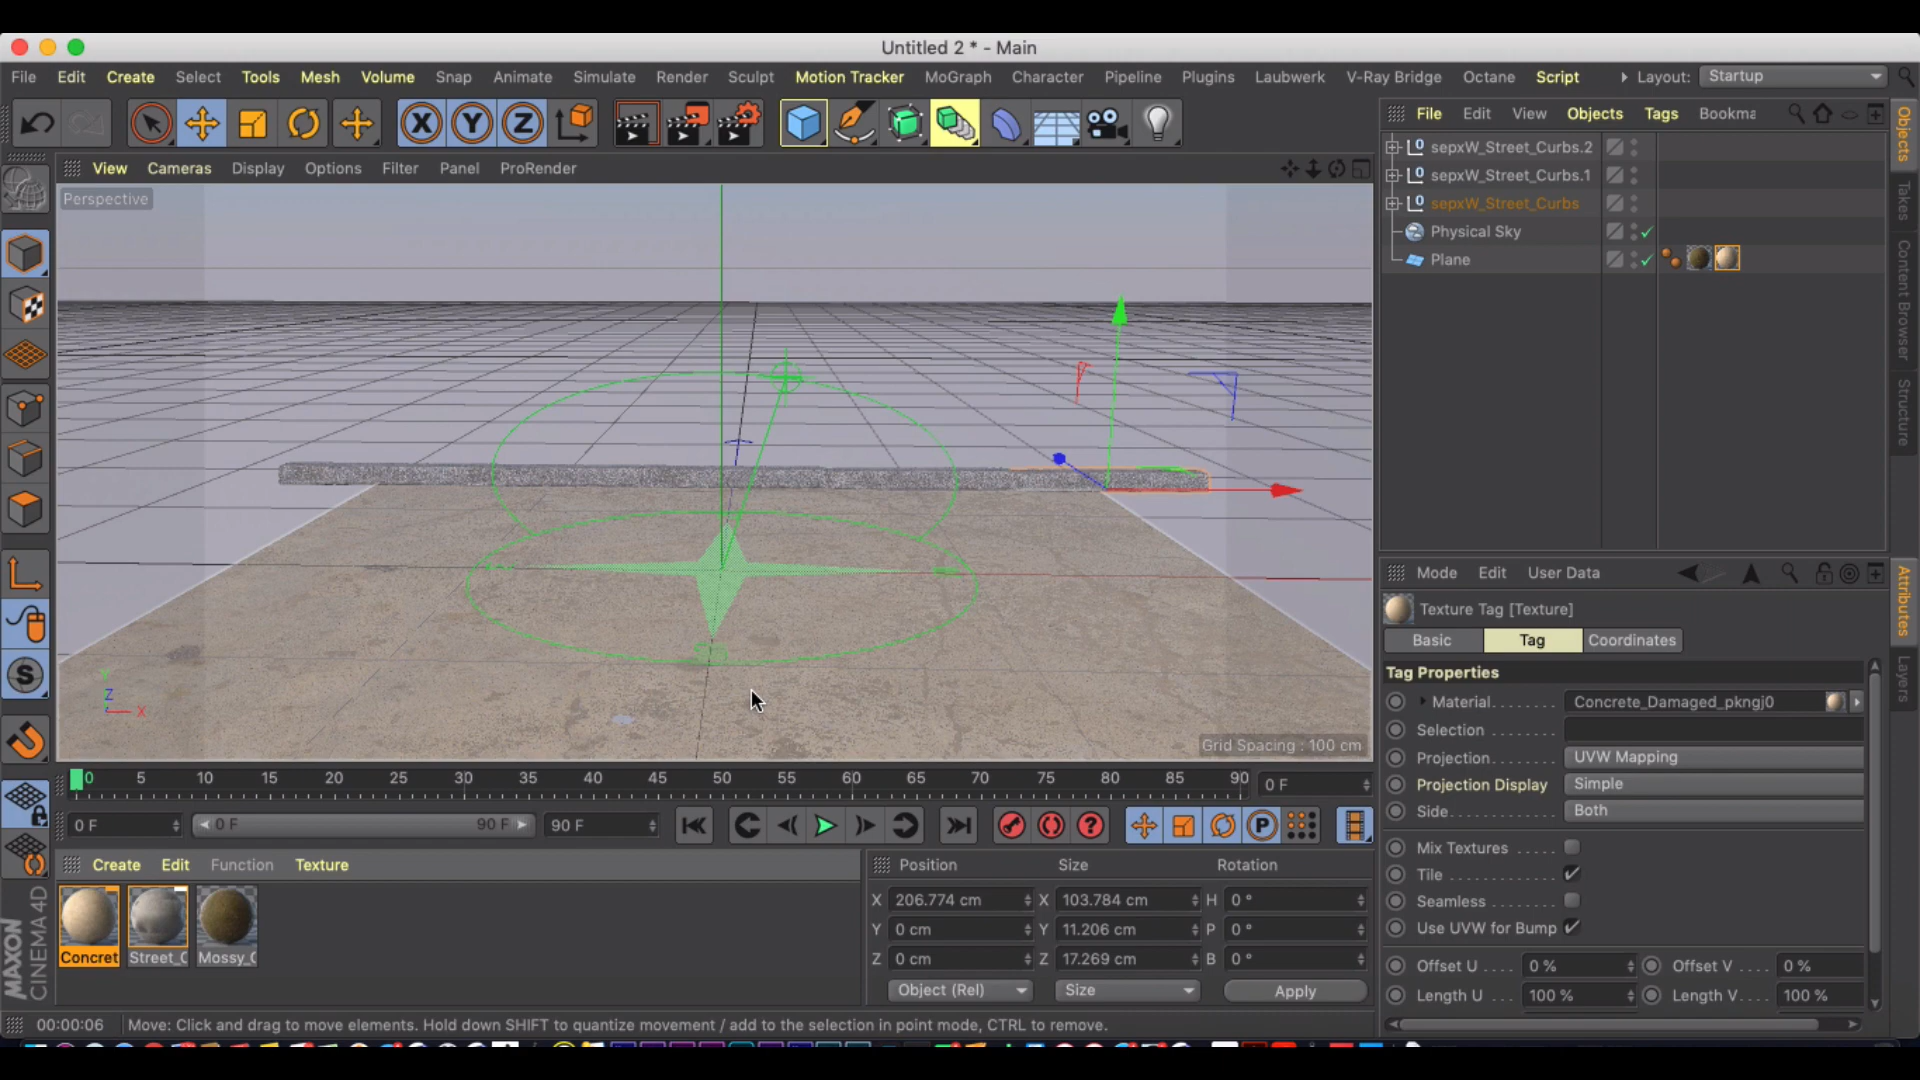 Untitled 2 * - Main
File Edit Create Select Tools Mesh Volume Snap Animate Simulate Render Sculpt Motion Tracker MoGraph Character Pipeline Plugins Laubwerk V-Ray Bridge Octane Script Layout: Startup
X Y Z
File Edit View Objects Tags Bookma
View Cameras Display Options Filter Panel ProRender
Perspective
sepxW_Street_Curbs.2
sepxW_Street_Curbs.1
sepxW_Street_Curbs
Physical Sky
Plane
Objects
Takes
Content Browser
Structure
Mode Edit User Data
Texture Tag [Texture]
Basic Tag Coordinates
Tag Properties
Material Concrete_Damaged_pkngj0
Selection
Projection UVW Mapping
Projection Display Simple
Side Both
Mix Textures
Tile
Seamless
Use UVW for Bump
Offset U 0 % Offset V 0 %
Length U 100 % Length V 100 %
Attributes
Layers
Y
Z
X
Grid Spacing : 100 cm
0 5 10 15 20 25 30 35 40 45 50 55 60 65 70 75 80 85 90 0 F
0 F 0 F 90 F 90 F
Create Edit Function Texture
Concret Street_C Mossy_C
Position Size Rotation
X 206.774 cm X 103.784 cm H 0 °
Y 0 cm Y 11.206 cm P 0 °
Z 0 cm Z 17.269 cm B 0 °
Object (Rel) Size Apply
MAXON
CINEMA 4D
00:00:06 Move: Click and drag to move elements. Hold down SHIFT to quantize movement / add to the selection in point mode, CTRL to remove.